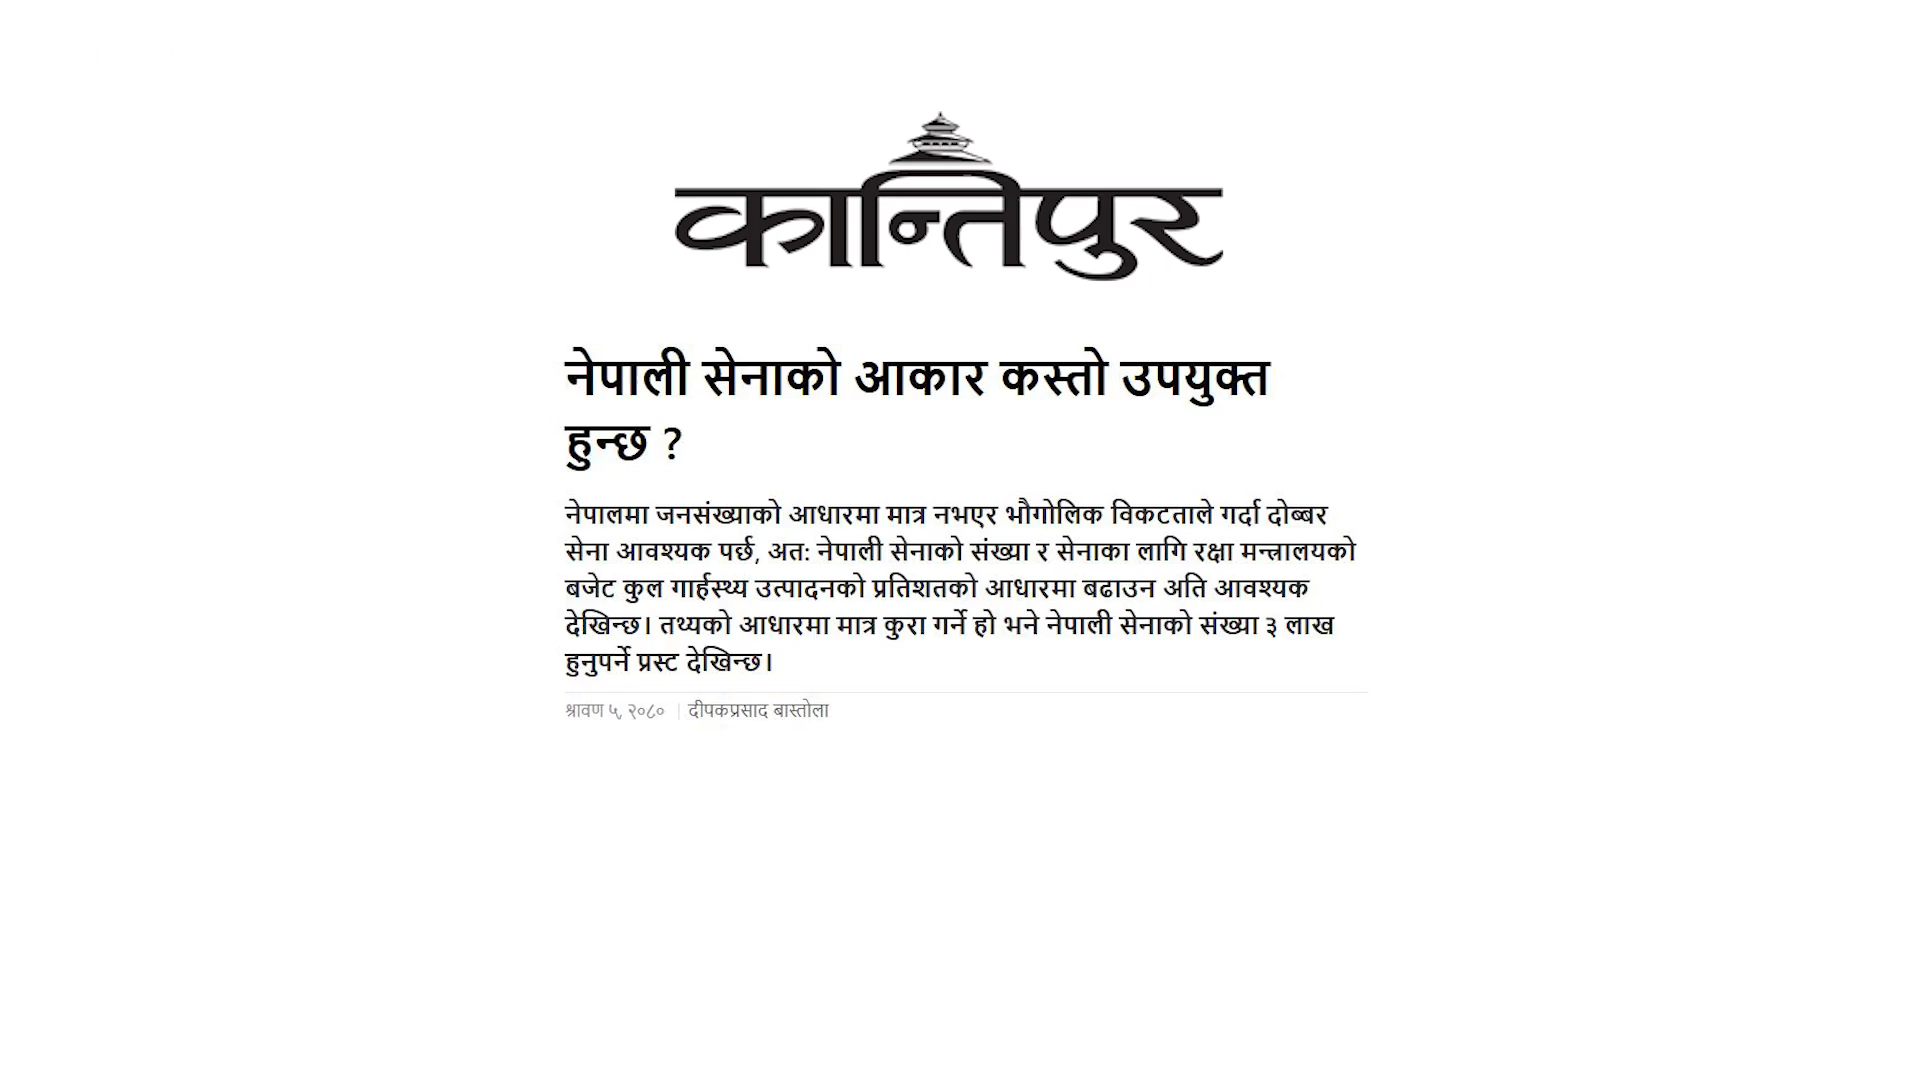 कान्तिपुर
नेपाली सेनाको आकार कस्तो उपयुक्त
हुन्छ ?
नेपालमा जनसंख्याको आधारमा मात्र नभएर भौगोलिक विकटताले गर्दा दोब्बर
सेना आवश्यक पर्छ, अत: नेपाली सेनाको संख्या र सेनाका लागि रक्षा मन्त्रालयको
बजेट कुल गार्हस्थ्य उत्पादनको प्रतिशतको आधारमा बढाउन अति आवश्यक
देखिन्छ। तथ्यको आधारमा मात्र कुरा गर्ने हो भने नेपाली सेनाको संख्या ३ लाख
हुनुपर्ने प्रस्ट देखिन्छ।
श्रावण ५, २०८० | दीपकप्रसाद बास्तोला